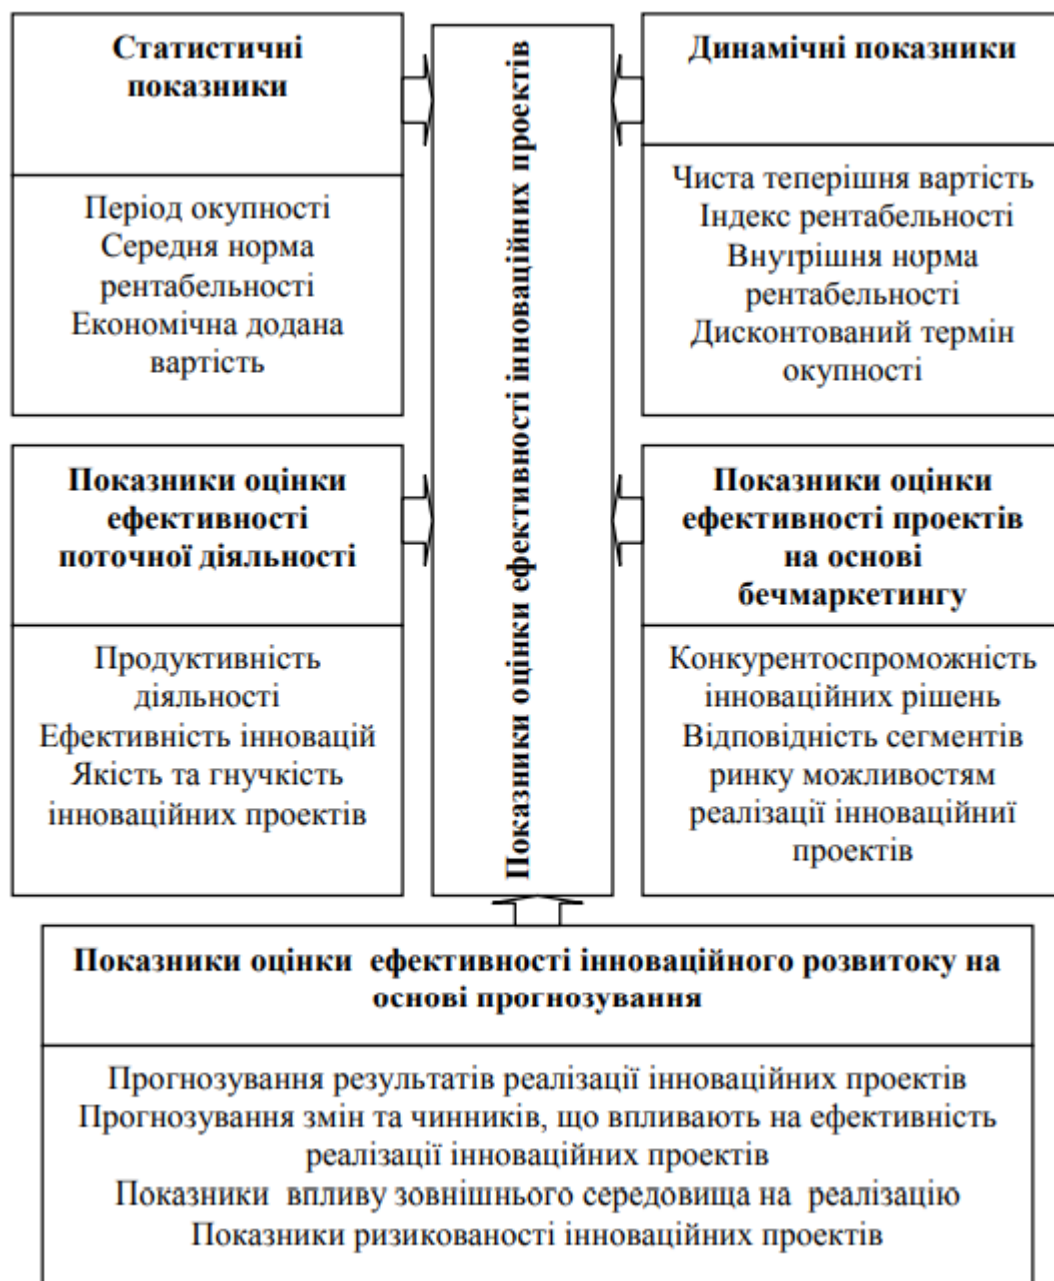 Статистичні
показники
Період окупності
Середня норма
рентабельності
Економічна додана
вартість
Показники оцінки ефективності інноваційних проектів
Динамічні показники
Чиста теперішня вартість
Індекс рентабельності
Внутрішня норма
рентабельності
Дисконтований термін
окупності
Показники оцінки
ефективності
поточної діяльності
Продуктивність
діяльності
Ефективність інновацій
Якість та гнучкість
інноваційних проектів
Показники оцінки
ефективності проектів
на основі
бечмаркетингу
Конкурентоспроможність
інноваційних рішень
Відповідність сегментів
ринку можливостям
реалізації інноваційниї
проектів
Показники оцінки ефективності інноваційного розвитоку на
основі прогнозування
Прогнозування результатів реалізації інноваційних проектів
Прогнозування змін та чинників, що впливають на ефективність
реалізації інноваційних проектів
Показники впливу зовнішнього середовища на реалізацію
Показники ризикованості інноваційних проектів